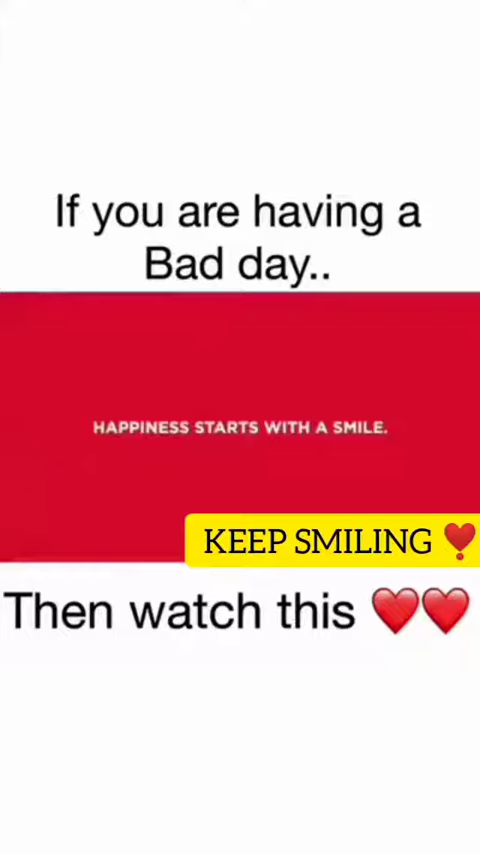 If you are having a
Bad day..
HAPPINESS STARTS WITH A SMILE.
KEEP SMILING ❣️
Then watch this ❤️❤️